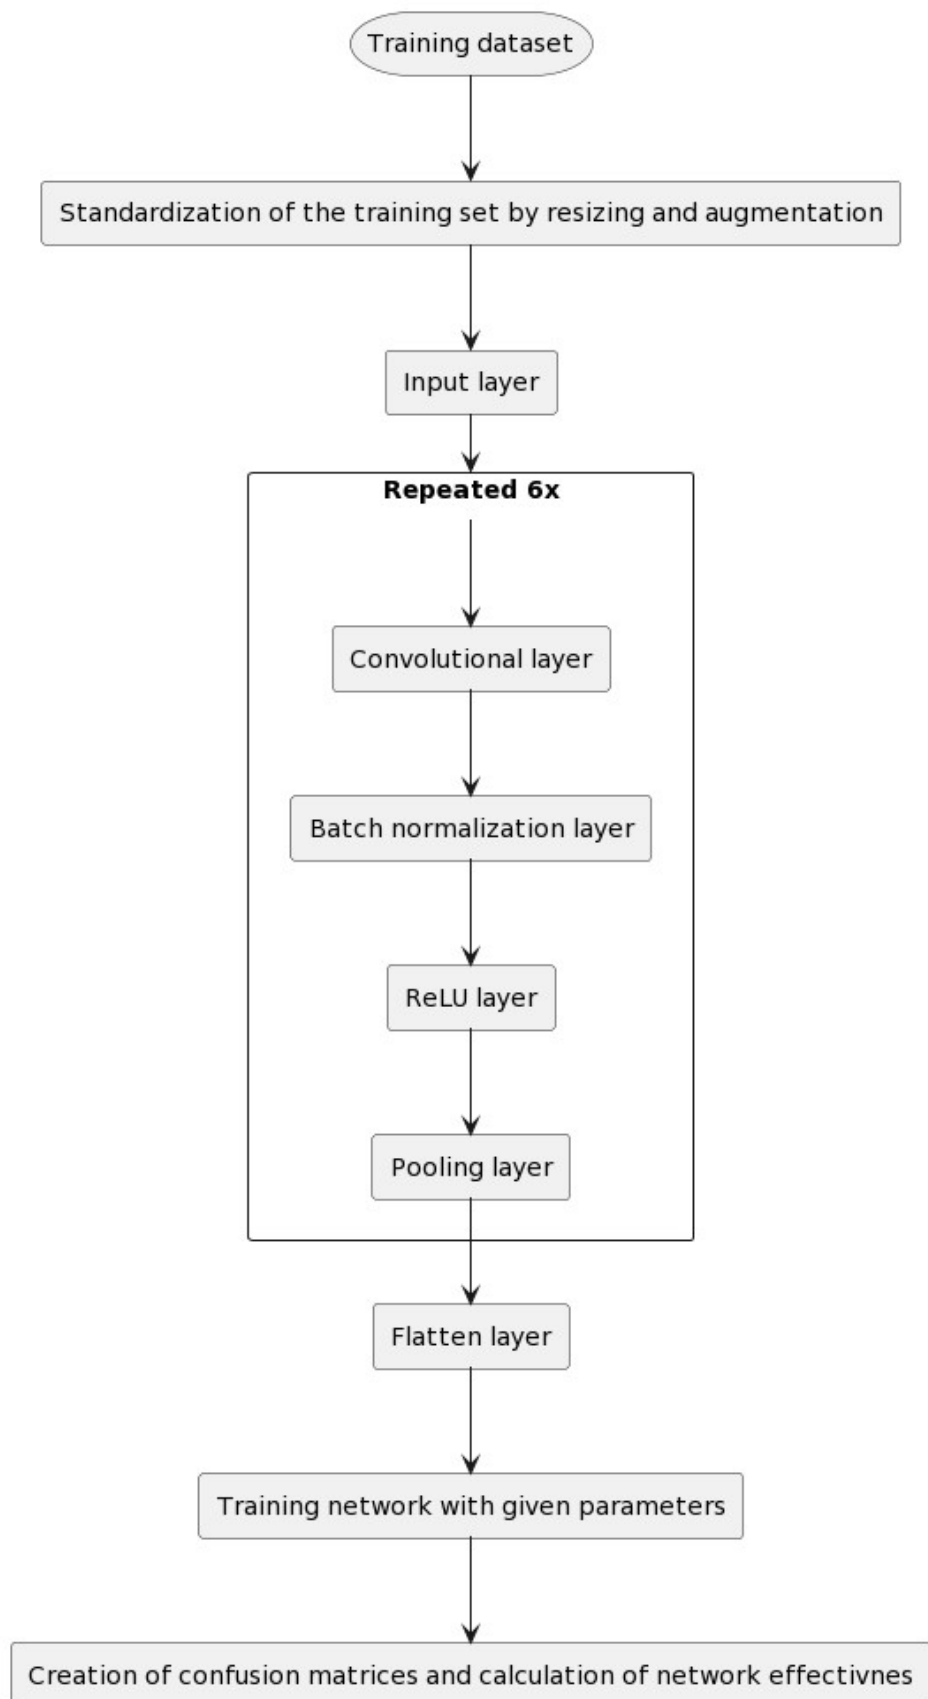 Training dataset
Standardization of the training set by resizing and augmentation
Input layer
Repeated 6x
Convolutional layer
Batch normalization layer
ReLU layer
Pooling layer
Flatten layer
Training network with given parameters
Creation of confusion matrices and calculation of network effectivnes